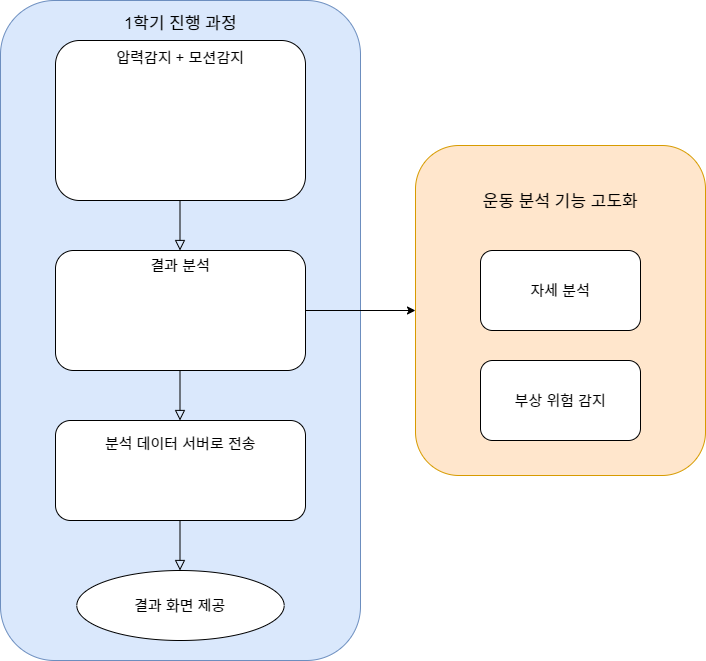 1학기 진행 과정
압력감지 + 모션감지
결과 분석
분석 데이터 서버로 전송
결과 화면 제공
운동 분석 기능 고도화
자세 분석
부상 위험 감지